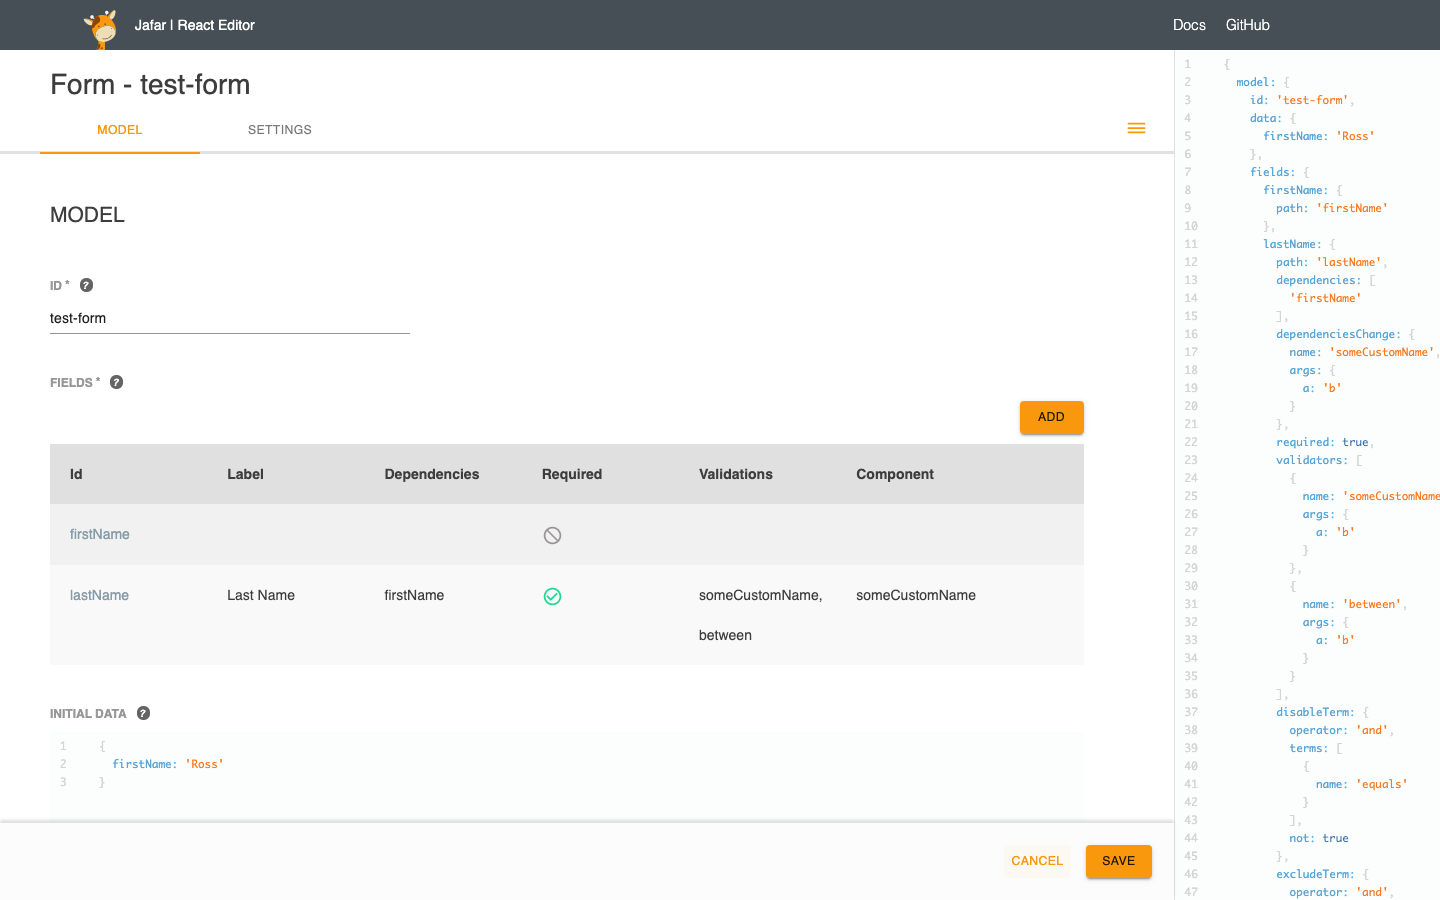 Jafar | React Editor
Docs GitHub
Form - test-form
MODEL SETTINGS
MODEL
ID * ?
test-form
FIELDS * ?
ADD
Id Label Dependencies Required Validations Component
firstName
lastName Last Name firstName someCustomName, someCustomName
between
INITIAL DATA ?
1 {
2 firstName: 'Ross'
3 }
CANCEL SAVE
1 {
2 model: {
3 id: 'test-form',
4 data: {
5 firstName: 'Ross'
6 },
7 fields: {
8 firstName: {
9 path: 'firstName'
10 },
11 lastName: {
12 path: 'lastName',
13 dependencies: [
14 'firstName'
15 ],
16 dependenciesChange: {
17 name: 'someCustomName',
18 args: {
19 a: 'b'
20 }
21 },
22 required: true,
23 validators: [
24 {
25 name: 'someCustomName
26 args: {
27 a: 'b'
28 }
29 },
30 {
31 name: 'between',
32 args: {
33 a: 'b'
34 }
35 }
36 ],
37 disableTerm: {
38 operator: 'and',
39 terms: [
40 {
41 name: 'equals'
42 }
43 ],
44 not: true
45 },
46 excludeTerm: {
47 operator: 'and',